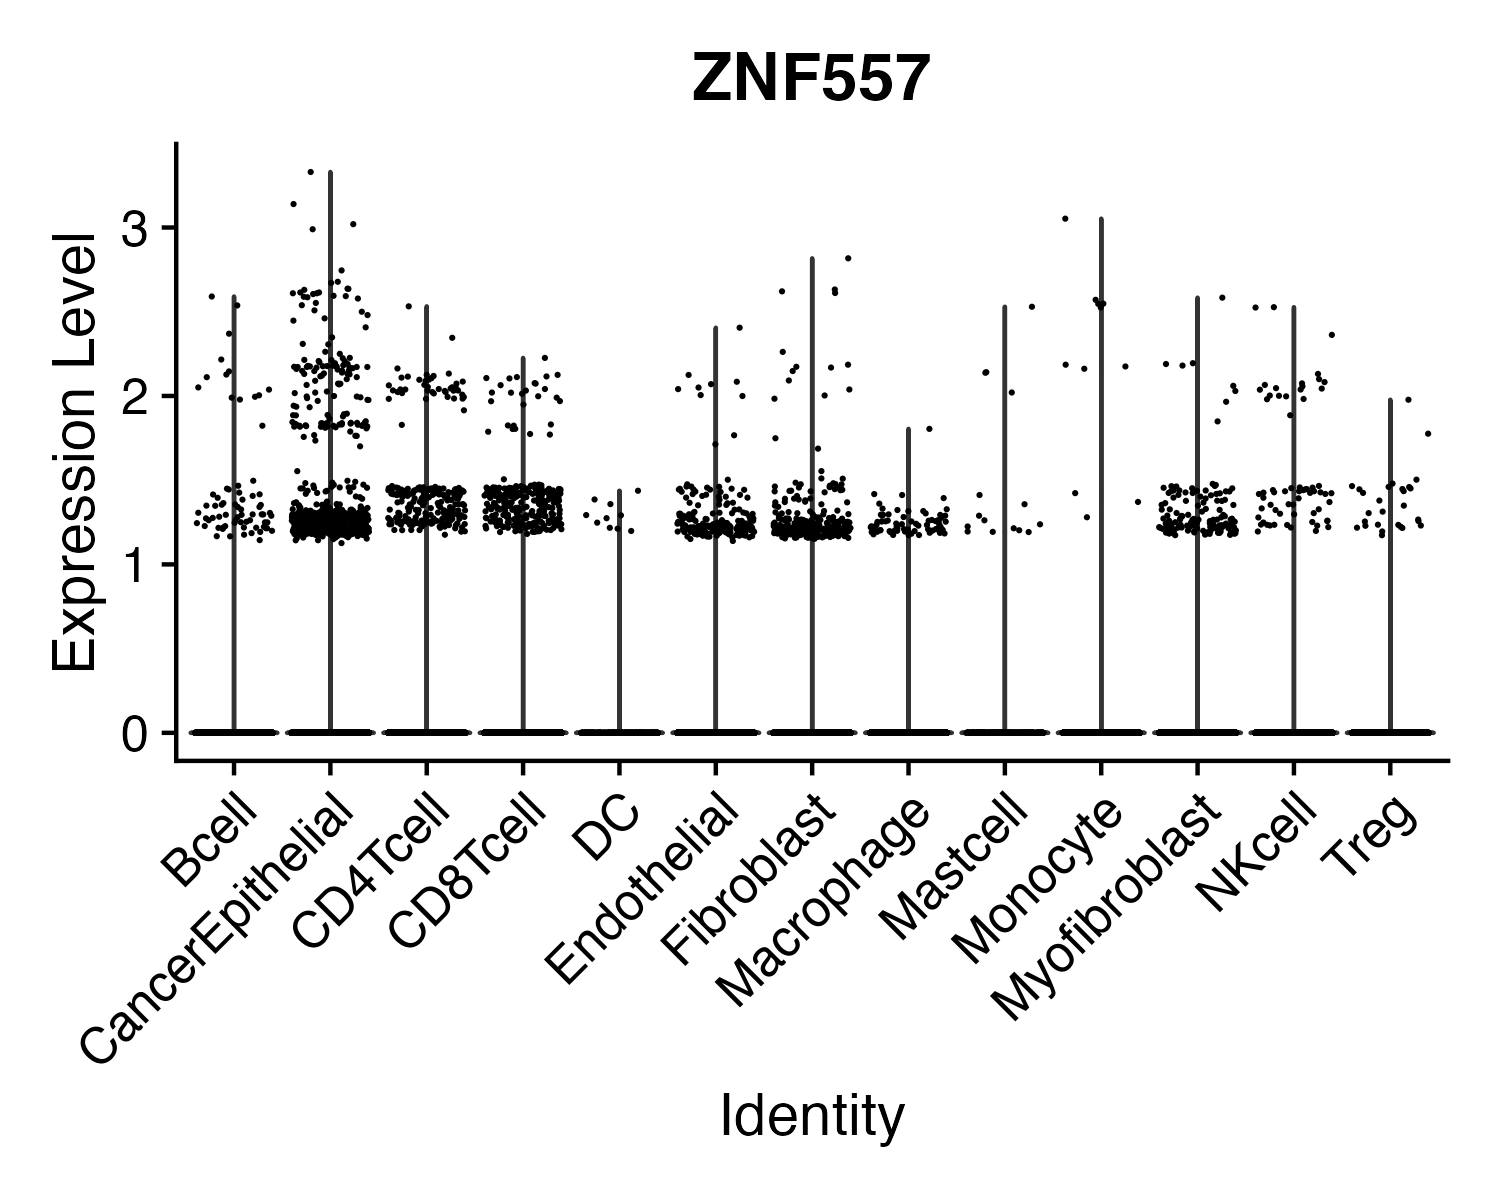 ZNF557
Expression Level
3
2
1
0
Bcell
CancerEpithelial
CD4Tcell
CD8Tcell
DC
Endothelial
Fibroblast
Macrophage
Mastcell
Monocyte
Myofibroblast
NKcell
Treg
Identity